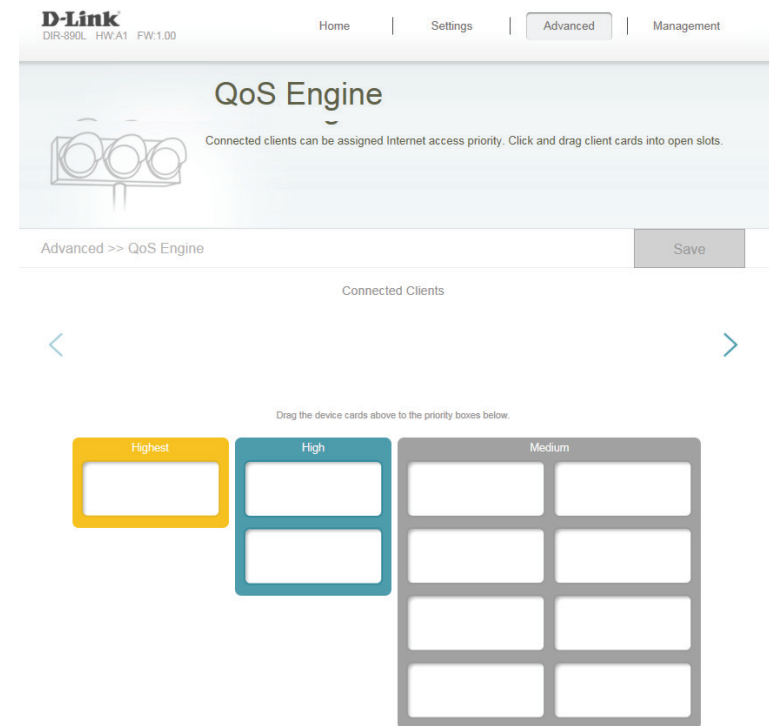 D-Link
DIR-890L HW:A1 FW:1.00
Home Settings Advanced Management
QoS Engine
Connected clients can be assigned Internet access priority. Click and drag client cards into open slots.
Advanced >> QoS Engine
Save
Connected Clients
Drag the device cards above to the priority boxes below.
Highest High Medium